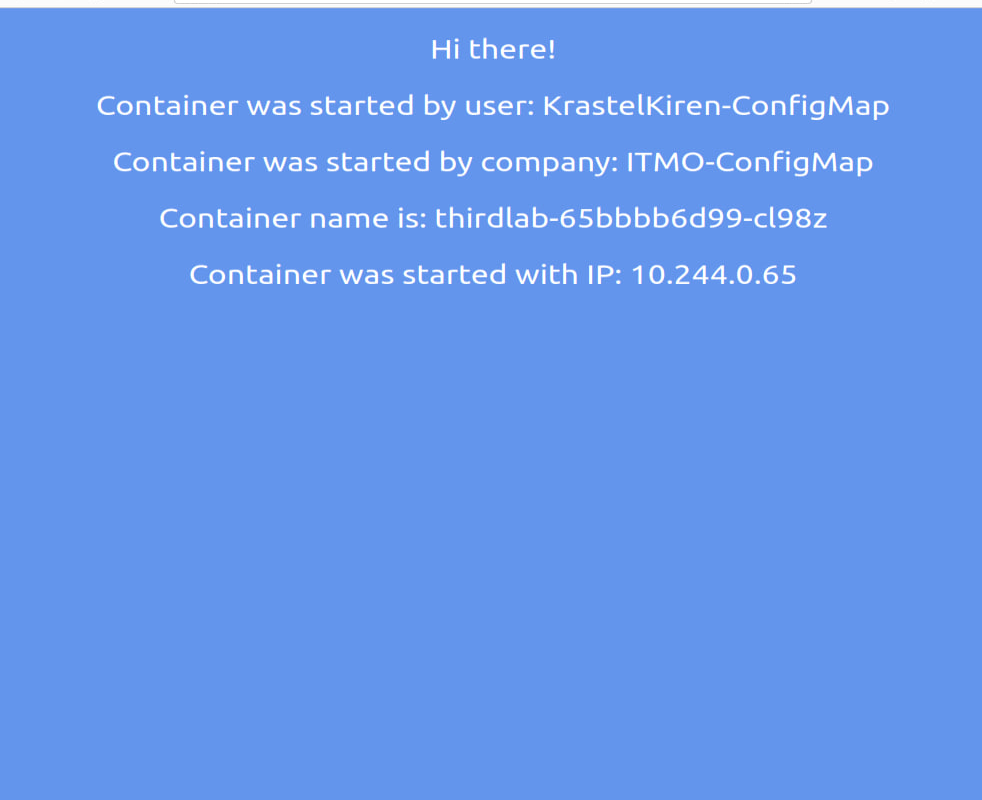 Hi there!
Container was started by user: KrastelKiren-ConfigMap
Container was started by company: ITMO-ConfigMap
Container name is: thirdlab-65bbbb6d99-cl98z
Container was started with IP: 10.244.0.65